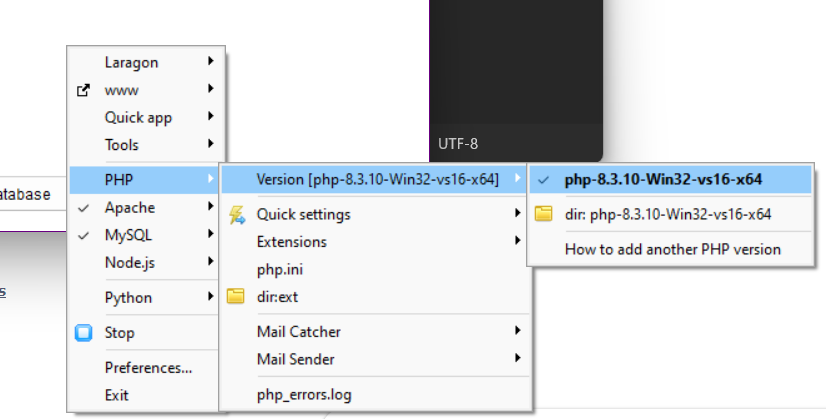 Laragon
www
Quick app
Tools
PHP
Apache
MySQL
Node.js
Python
Stop
Preferences...
Exit
Version [php-8.3.10-Win32-vs16-x64]
Quick settings
Extensions
php.ini
dir:ext
Mail Catcher
Mail Sender
php_errors.log
php-8.3.10-Win32-vs16-x64
dir: php-8.3.10-Win32-vs16-x64
How to add another PHP version
UTF-8
atabase
s